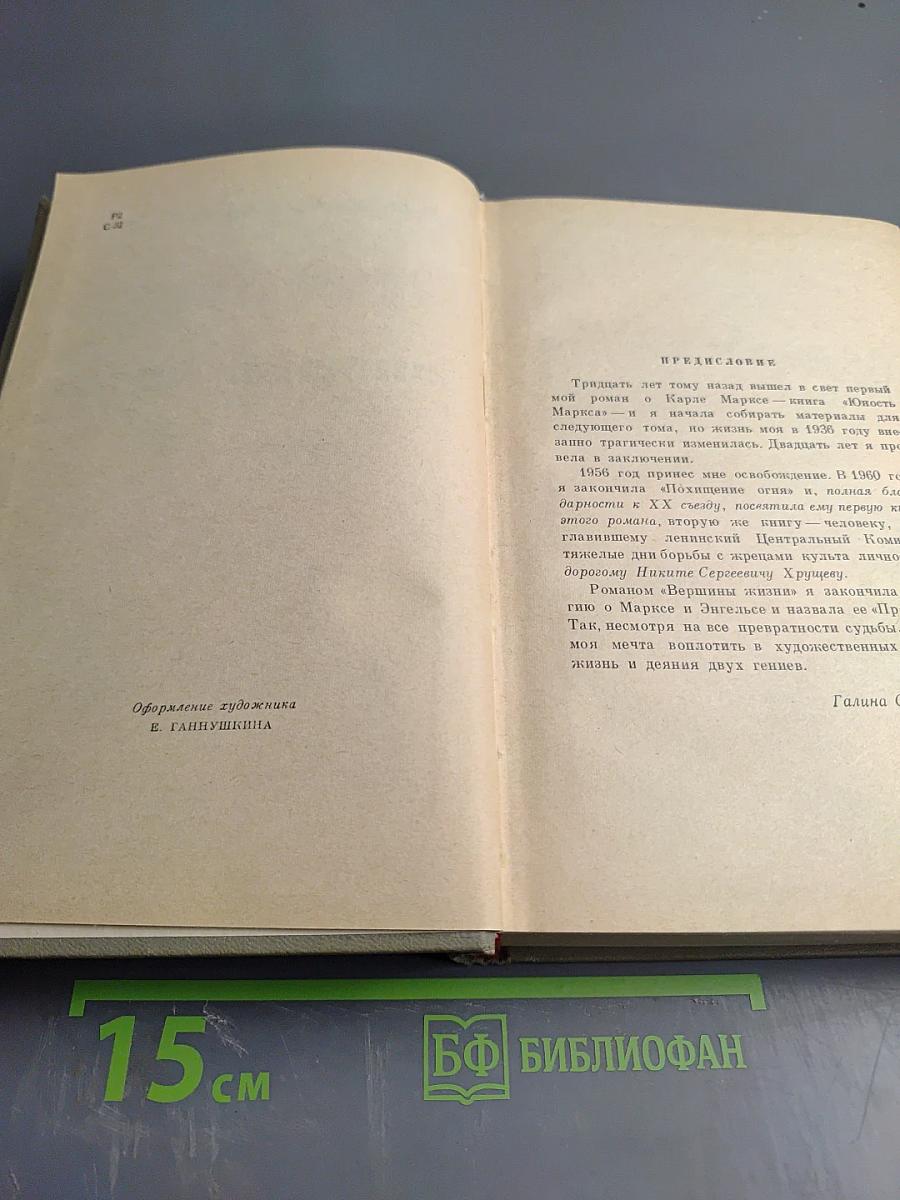 Р2
С-32
Оформление художника
Е. ГАННУШКИНА
ПРЕДИСЛОВИЕ
Тридцать лет тому назад вышел в свет первый
мой роман о Карле Марксе — книга «Юность
Маркса» — и я начала собирать материалы для
следующего тома, но жизнь моя в 1936 году вне-
запно трагически изменилась. Двадцать лет я про
вела в заключении.
1956 год принес мне освобождение. В 1960 го
я закончила «Похищение огня» и, полная бла
дарности к XX съезду, посвятила ему первую к
этого романа, вторую же книгу — человеку,
главившему ленинский Центральный Коми
тяжелые дни борьбы с жрецами культа лично
дорогому Никите Сергеевичу Хрущеву.
Романом «Вершины жизни» я закончила
гию о Марксе и Энгельсе и назвала ее «Пр
Так, несмотря на все превратности судьбы
моя мечта воплотить в художественных
жизнь и деяния двух гениев.
Галина С
15 см
БФ БИБЛИОФАН